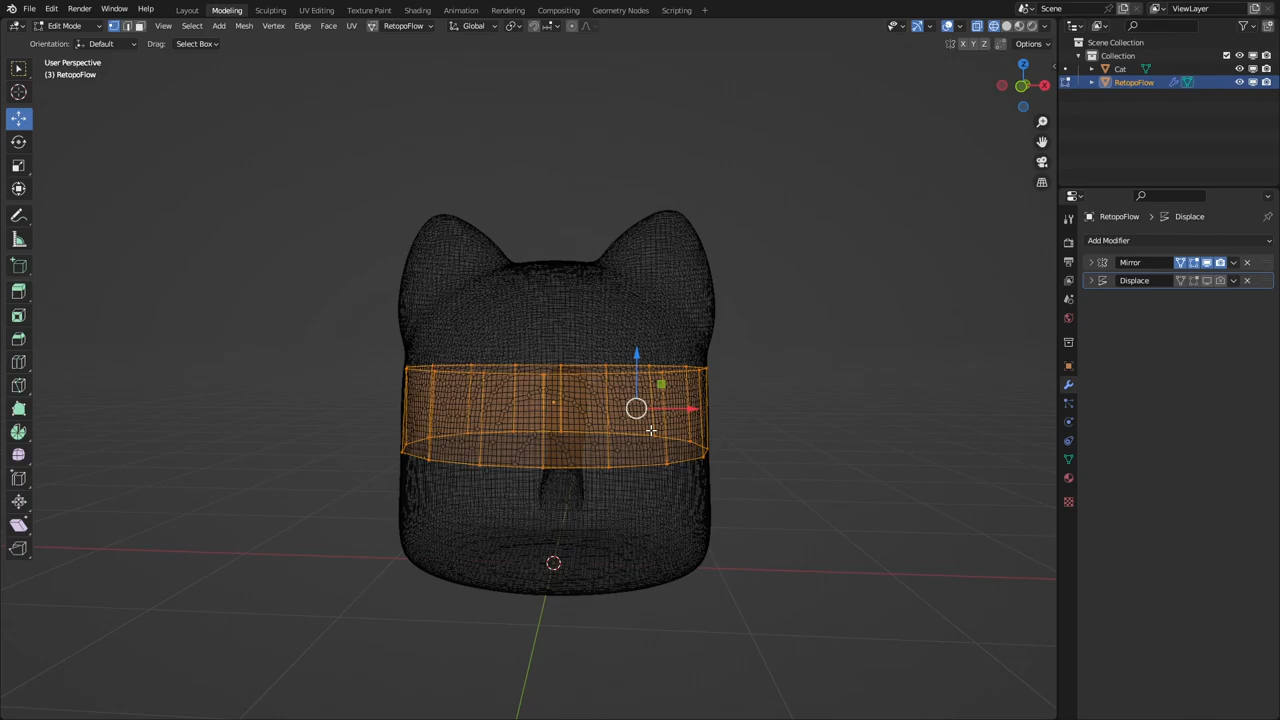 File Edit Render Window Help Layout Modeling Sculpting UV Editing Texture Paint Shading Animation Rendering Compositing Geometry Nodes Scripting + Scene ViewLayer
Edit Mode View Select Add Mesh Vertex Edge Face UV RetopoFlow Global
Orientation: Default Drag: Select Box X Y Z Options
Scene Collection
Collection
Cat
RetopoFlow
User Perspective
(3) RetopoFlow
Z
X
RetopoFlow > Displace
Add Modifier
Mirror
Displace